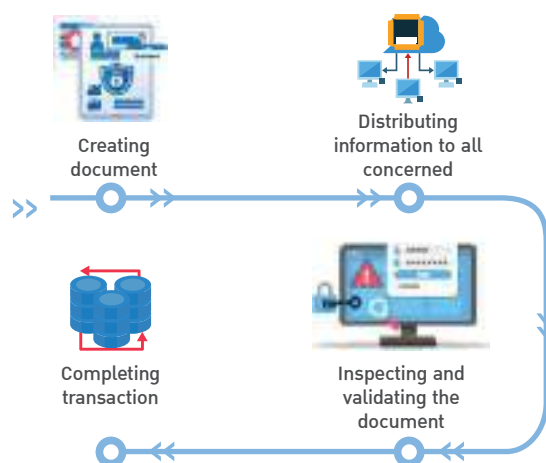 Creating
document
Distributing
information to all
concerned
Inspecting and
validating the
document
Completing
transaction